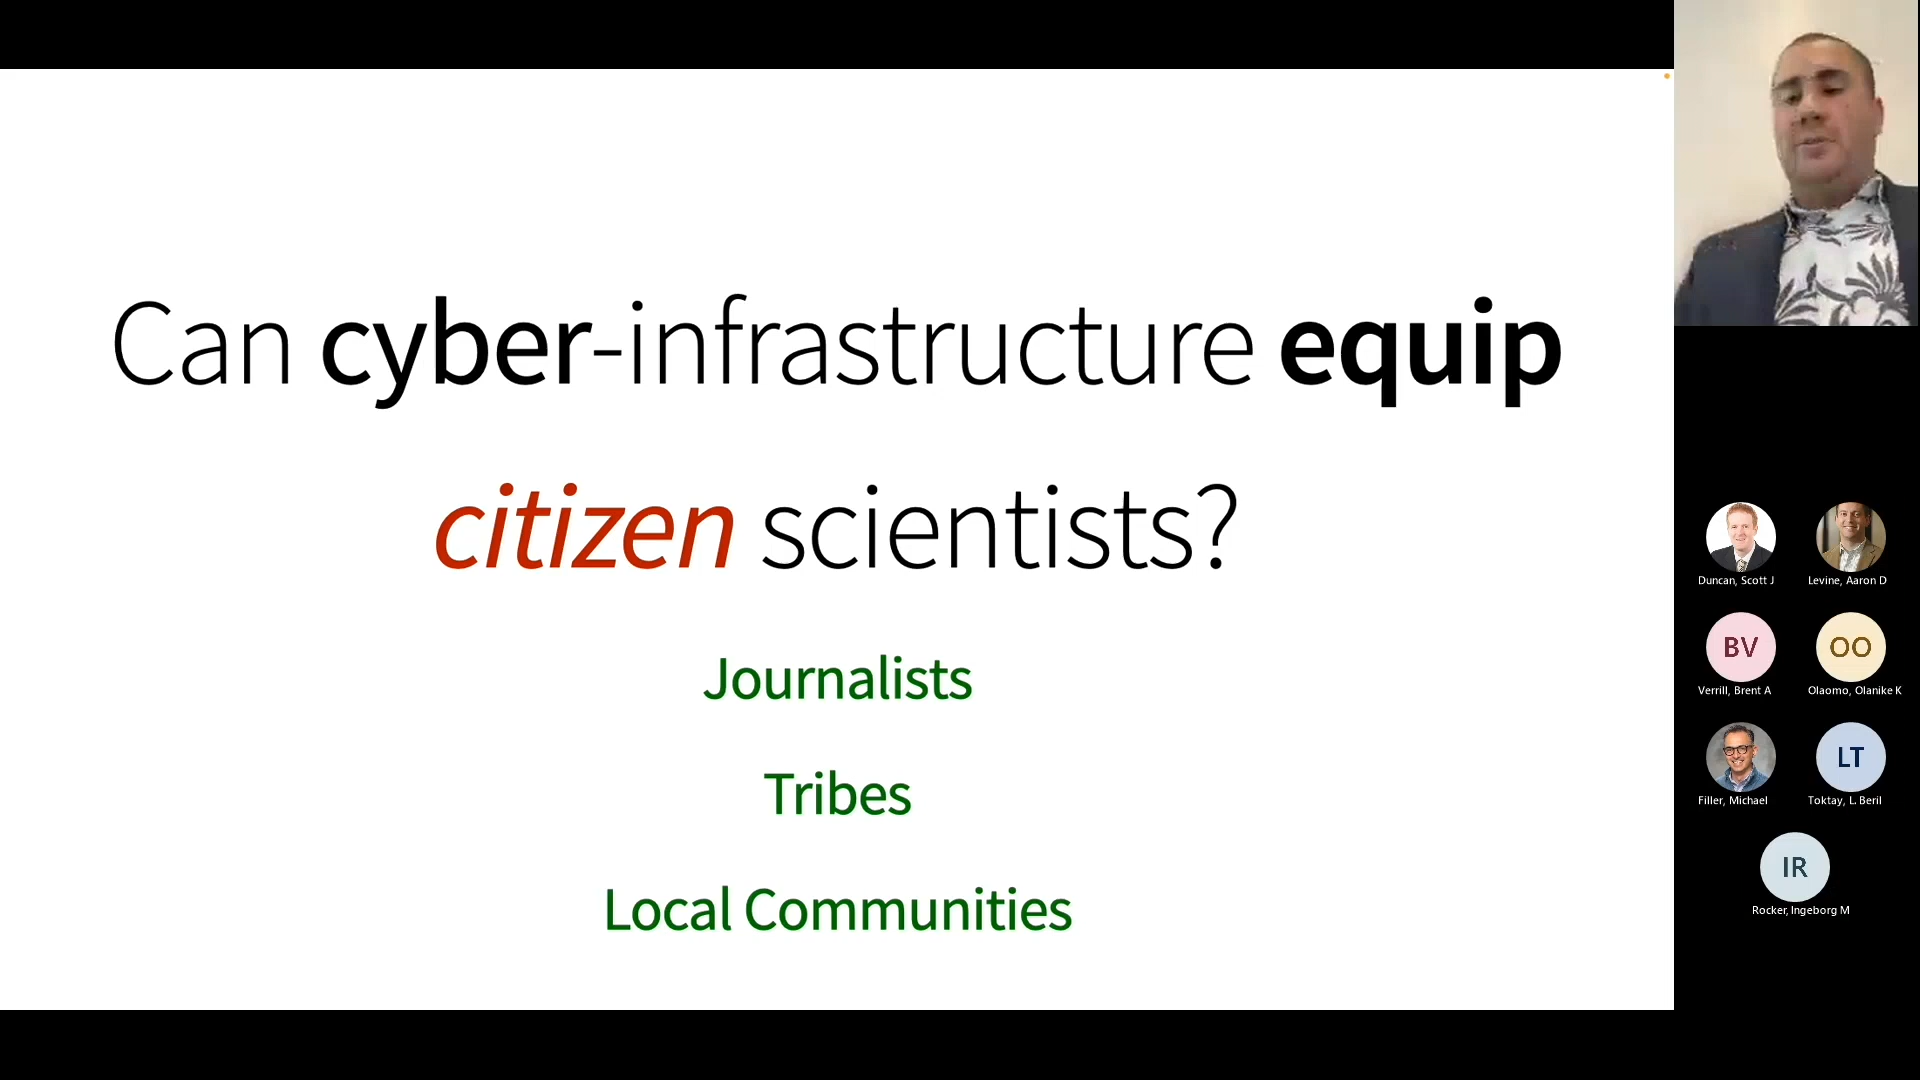 Can cyber-infrastructure equip
citizen scientists?
Journalists
Tribes
Local Communities
Duncan, Scott J
Levine, Aaron D
BV
Verrill, Brent A
OO
Olaomo, Olanike K
Filler, Michael
LT
Toktay, L. Beril
IR
Rocker, Ingeborg M